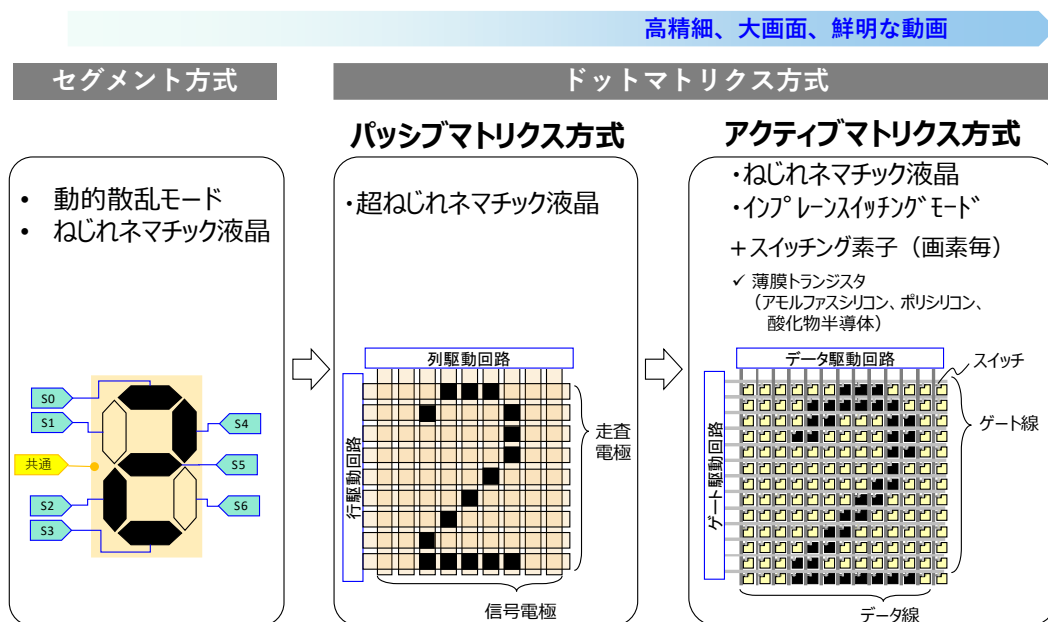 高精細、大画面、鮮明な動画
セグメント方式
ドットマトリクス方式
パッシブマトリクス方式
アクティブマトリクス方式
• 動的散乱モード
• ねじれネマチック液晶
・超ねじれネマチック液晶
・ねじれネマチック液晶
・インプレーンスイッチングモード
+スイッチング素子（画素毎）
✓ 薄膜トランジスタ
（アモルファスシリコン、ポリシリコン、
酸化物半導体）
S0
S1
共通
S2
S3
S4
S5
S6
列駆動回路
行駆動回路
走査
電極
信号電極
データ駆動回路
スイッチ
ゲート駆動回路
ゲート線
データ線